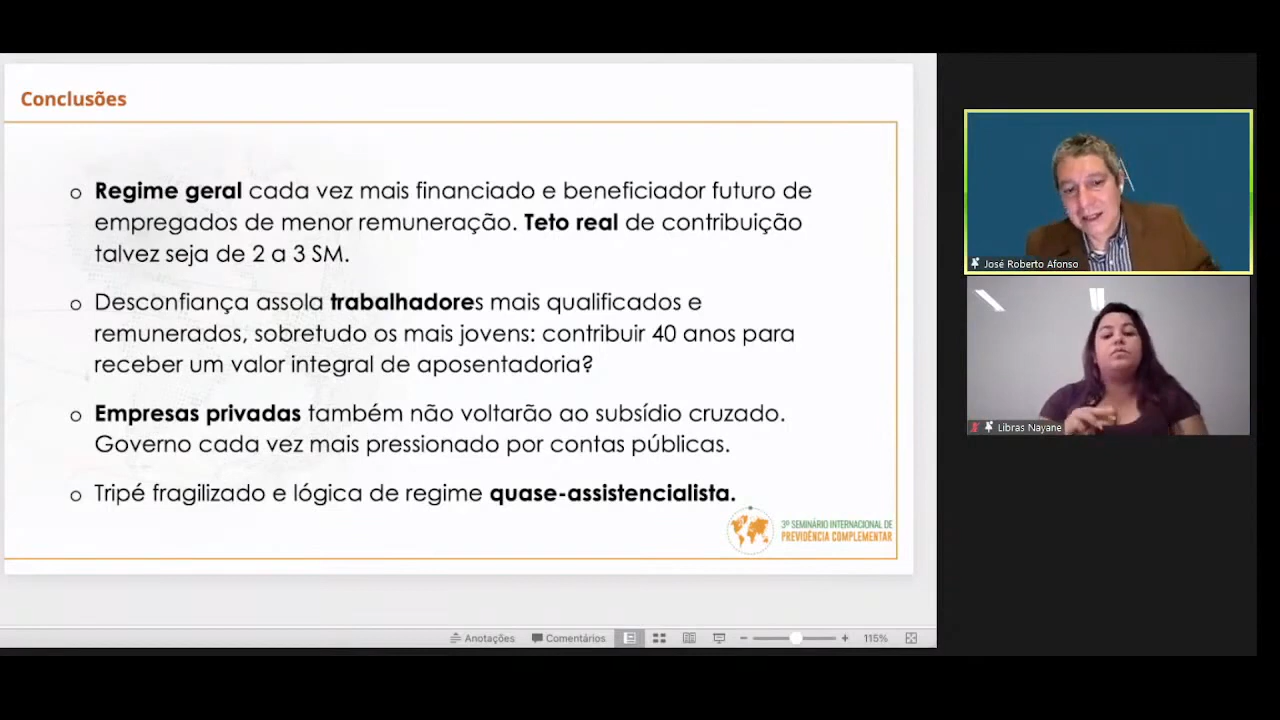 Conclusões
o Regime geral cada vez mais financiado e beneficiador futuro de
empregados de menor remuneração. Teto real de contribuição
talvez seja de 2 a 3 SM.
o Desconfiança assola trabalhadores mais qualificados e
remunerados, sobretudo os mais jovens: contribuir 40 anos para
receber um valor integral de aposentadoria?
o Empresas privadas também não voltarão ao subsídio cruzado.
Governo cada vez mais pressionado por contas públicas.
o Tripé fragilizado e lógica de regime quase-assistencialista.
3º SEMINÁRIO INTERNACIONAL DE
PREVIDÊNCIA COMPLEMENTAR
Anotações Comentários 115%
José Roberto Afonso
Libras Nayane